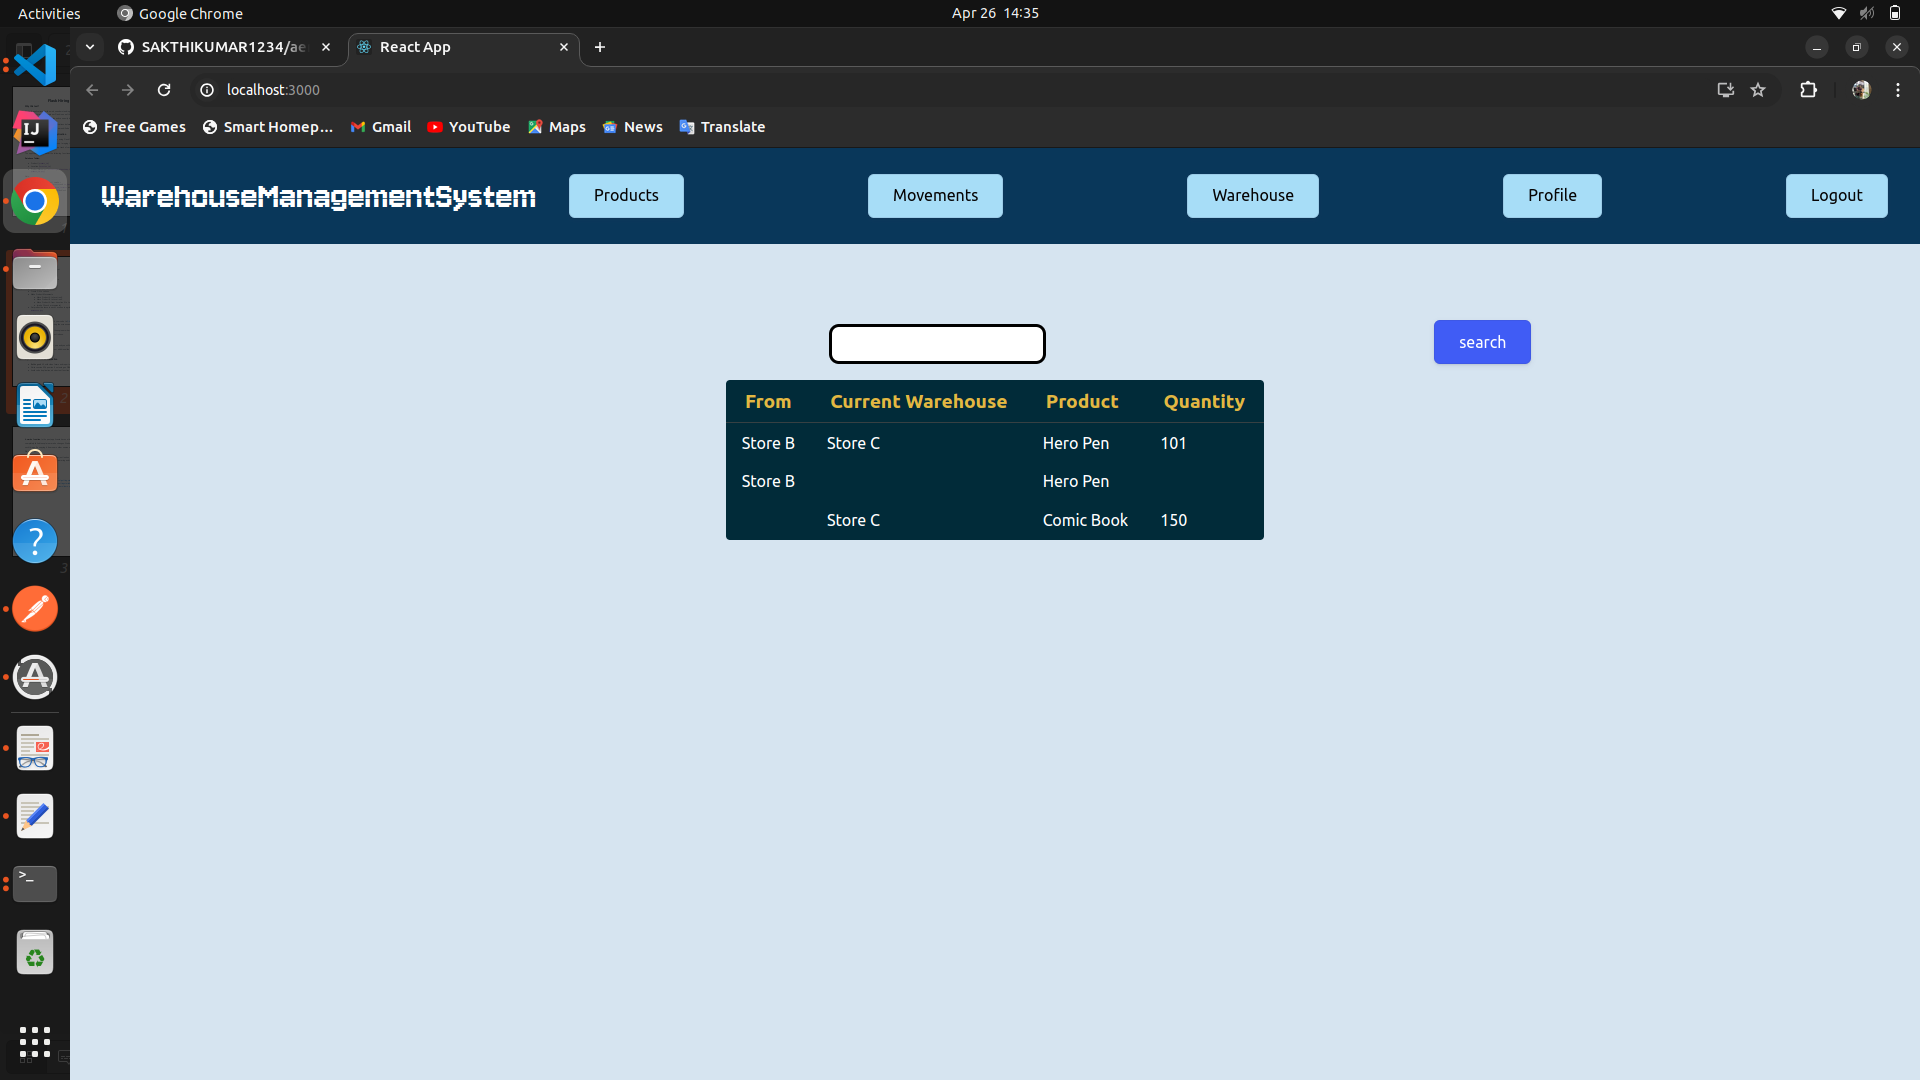 Activities Google Chrome Apr 26 14:35
SAKTHIKUMAR1234/ae React App
localhost:3000
Free Games Smart Homep... Gmail YouTube Maps News Translate
WarehouseManagementSystem Products Movements Warehouse Profile Logout
search
From Current Warehouse Product Quantity
Store B Store C Hero Pen 101
Store B Hero Pen
Store C Comic Book 150